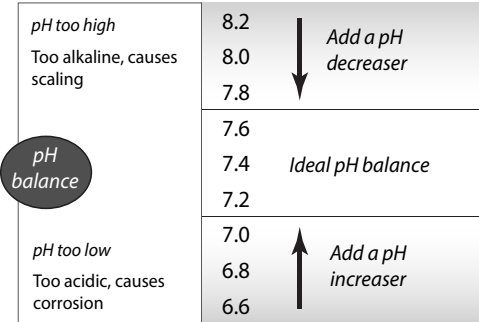 pH too high
Too alkaline, causes
scaling
8.2
8.0
7.8
Add a pH
decreaser
pH
balance
7.6
7.4
7.2
Ideal pH balance
pH too low
Too acidic, causes
corrosion
7.0
6.8
6.6
Add a pH
increaser